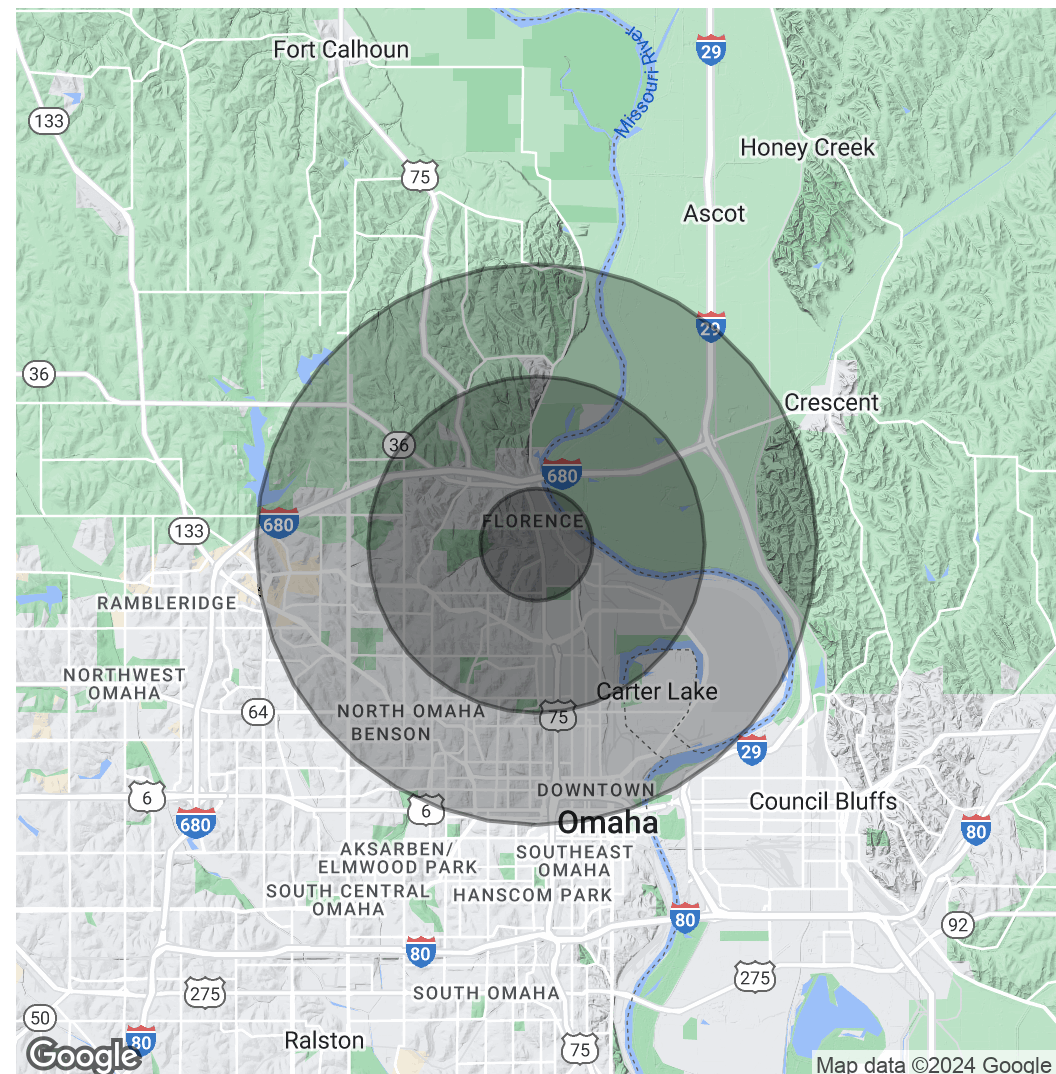 Fort Calhoun
29
Missouri River
133
Honey Creek
75
Ascot
29
36
Crescent
36
680
680
FLORENCE
133
RAMBLERIDGE
NORTHWEST
OMAHA
Carter Lake
64
NORTH OMAHA
75
BENSON
29
DOWNTOWN
6
6
Council Bluffs
680
Omaha
80
AKSARBEN/
ELMWOOD PARK
SOUTHEAST
OMAHA
SOUTH CENTRAL
OMAHA
HANSCOM PARK
80
92
80
275
275
SOUTH OMAHA
50
80
Ralston
75
Google
Map data ©2024 Google